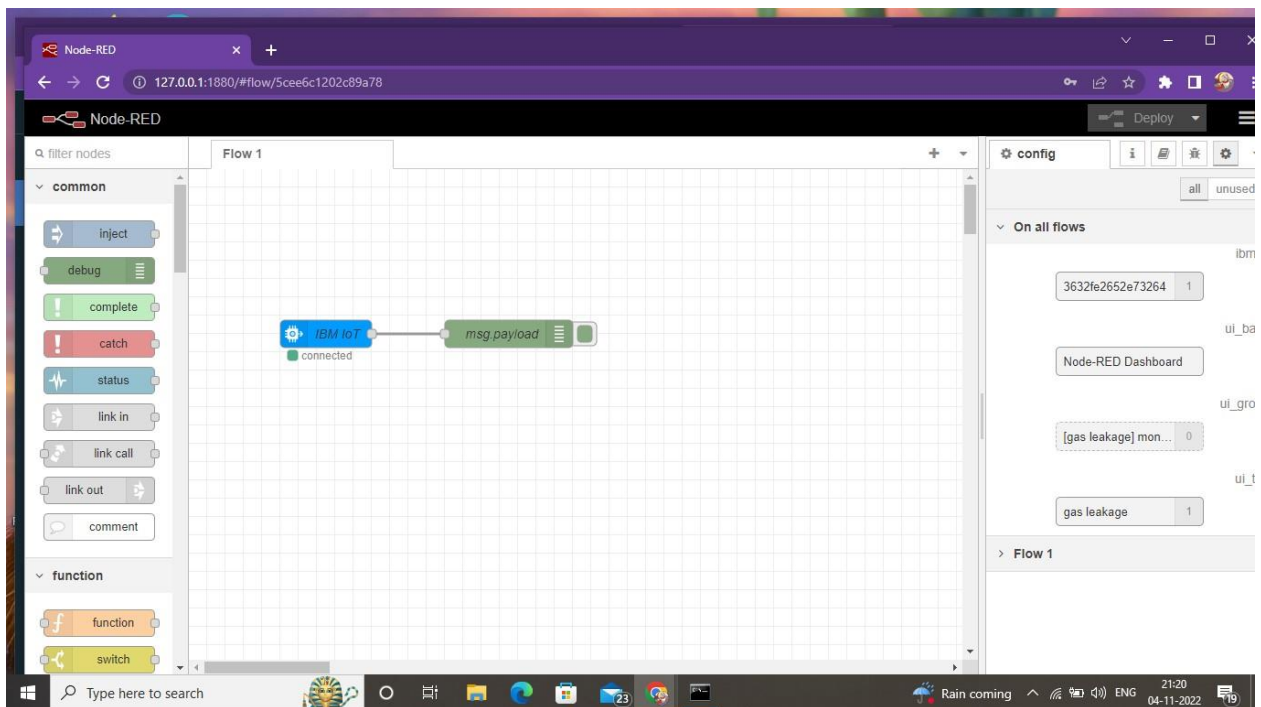 Node-RED
127.0.0.1:1880/#flow/5cee6c1202c89a78
Node-RED
Deploy
filter nodes
Flow 1
config
i
all
unused
common
inject
debug
complete
catch
status
link in
link call
link out
comment
function
function
switch
IBM IoT
msg.payload
connected
On all flows
ibm
3632fe2652e73264 1
ui_ba
Node-RED Dashboard
ui_gro
[gas leakage] mon... 0
ui_t
gas leakage 1
Flow 1
Type here to search
23
Rain coming
ENG
21:20
04-11-2022
19